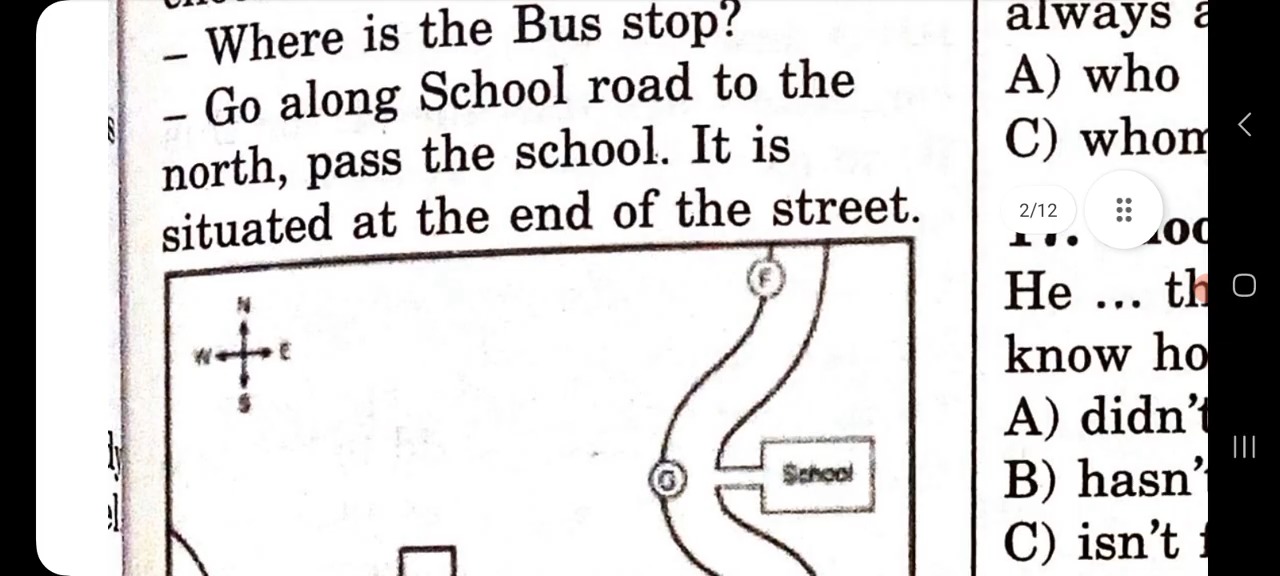 – Where is the Bus stop?
– Go along School road to the
north, pass the school. It is
situated at the end of the street.
N
W E
S
F
G
School
always
A) who
C) whom
2/12
He ... th
know ho
A) didn't
B) hasn'
C) isn't